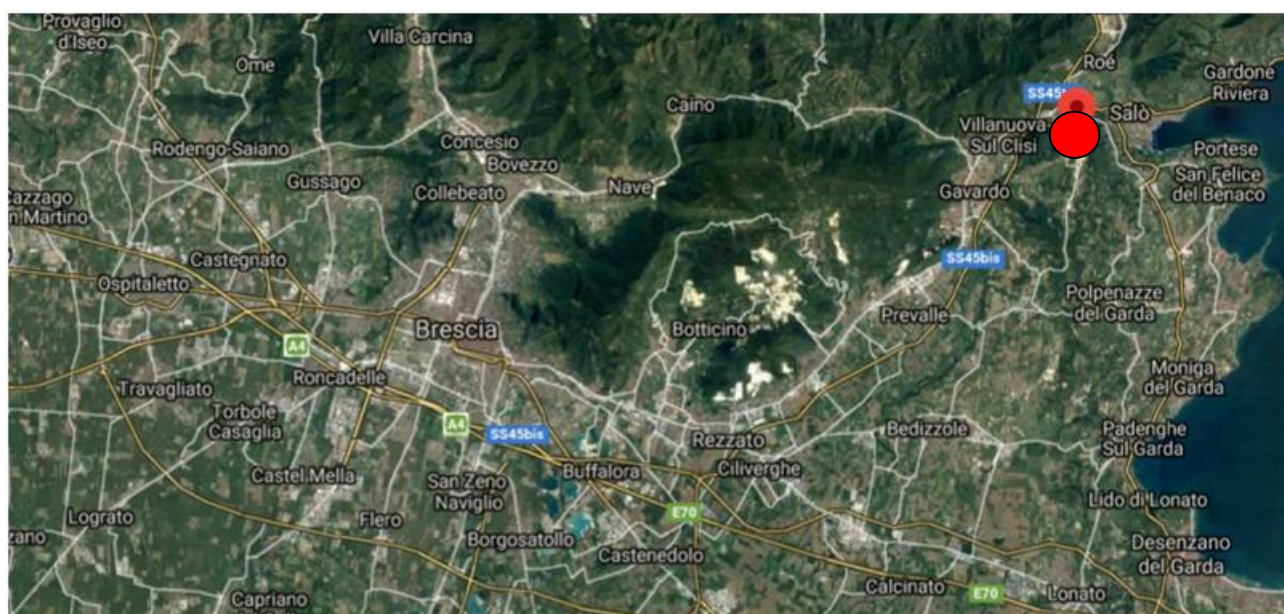 Provaglio
d'Iseo
Villa Carcina
Ome
Roé
Gardone
Riviera
Caino
Salò
Villanuova
Sul Clisi
Concesio
Rodengo-Saiano
Bovezzo
Portese
Gussago
Collebeato
Nave
Gavardo
San Felice
del Benaco
Cazzago
n Martino
Castegnato
SS45bis
Ospitaletto
Polpenazze
del Garda
Prevalle
Brescia
Botticino
A4
Moniga
del Garda
Roncadelle
Travagliato
Torbole
Casaglia
A4
SS45bis
Bedizzole
Padenghe
Sul Garda
Rezzato
Castel Mella
Buffalora
Ciliverghe
San Zeno
Naviglio
Lido di Lonato
Lograto
Flero
E70
zano
Borgosatollo
Castenedolo
Desenzano
del Garda
Calcinato
E70
Lonato
Capriano